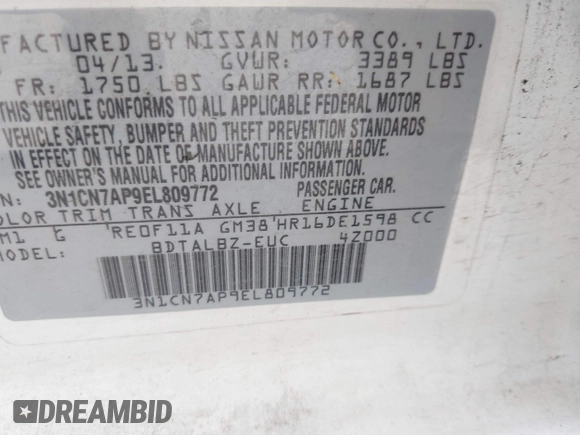 FACTURED BY NISSAN MOTOR CO., LTD.
04/13. GVWR: 3389 LBS
FR: 1750 LBS GAWR RR: 1687 LBS
THIS VEHICLE CONFORMS TO ALL APPLICABLE FEDERAL MOTOR
VEHICLE SAFETY, BUMPER AND THEFT PREVENTION STANDARDS
IN EFFECT ON THE DATE OF MANUFACTURE SHOWN ABOVE.
SEE OWNER'S MANUAL FOR ADDITIONAL INFORMATION.
N: 3N1CN7AP9EL809772 PASSENGER CAR.
OLOR TRIM TRANS AXLE ENGINE
M1 G RE0F11A GM38 HR16DE1598 CC
BDTALBZ-EUC 4Z000
3N1CN7AP9EL809772
DREAMBID